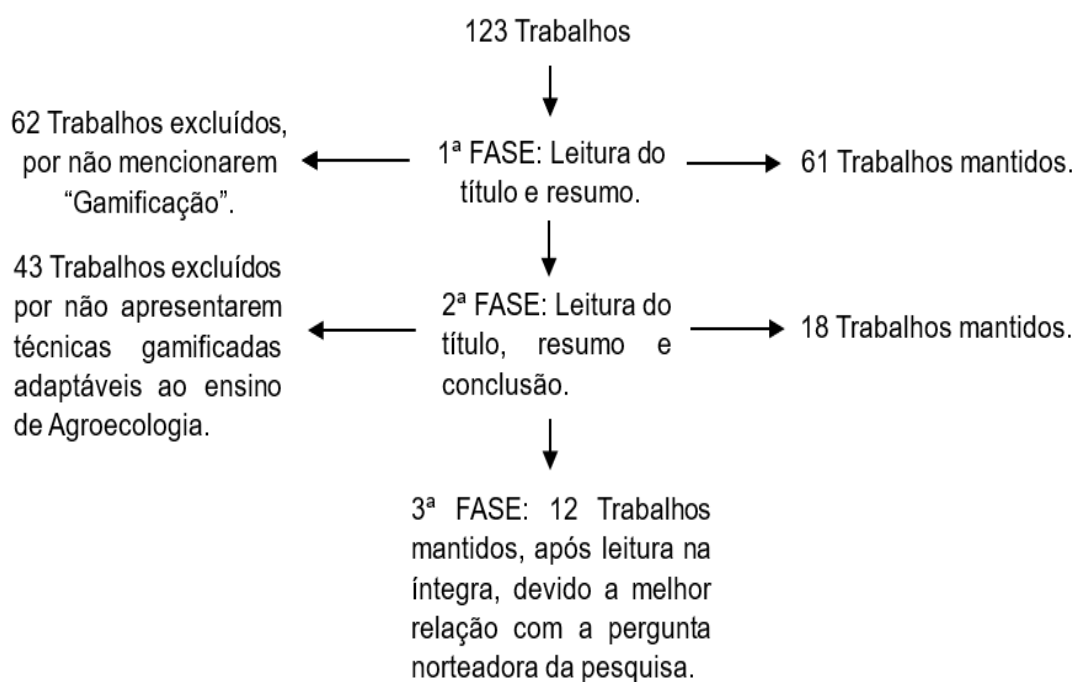 123 Trabalhos
62 Trabalhos excluídos,
por não mencionarem
“Gamificação”.
1ª FASE: Leitura do
título e resumo.
61 Trabalhos mantidos.
43 Trabalhos excluídos
por não apresentarem
técnicas gamificadas
adaptáveis ao ensino
de Agroecologia.
2ª FASE: Leitura do
título, resumo e
conclusão.
18 Trabalhos mantidos.
3ª FASE: 12 Trabalhos
mantidos, após leitura na
íntegra, devido a melhor
relação com a pergunta
norteadora da pesquisa.